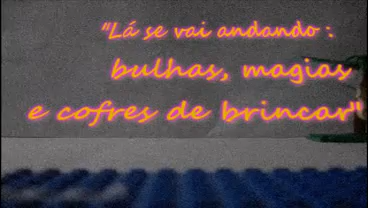 "Lá se vai andando :
bulhas, magias
e cofres de brincar"